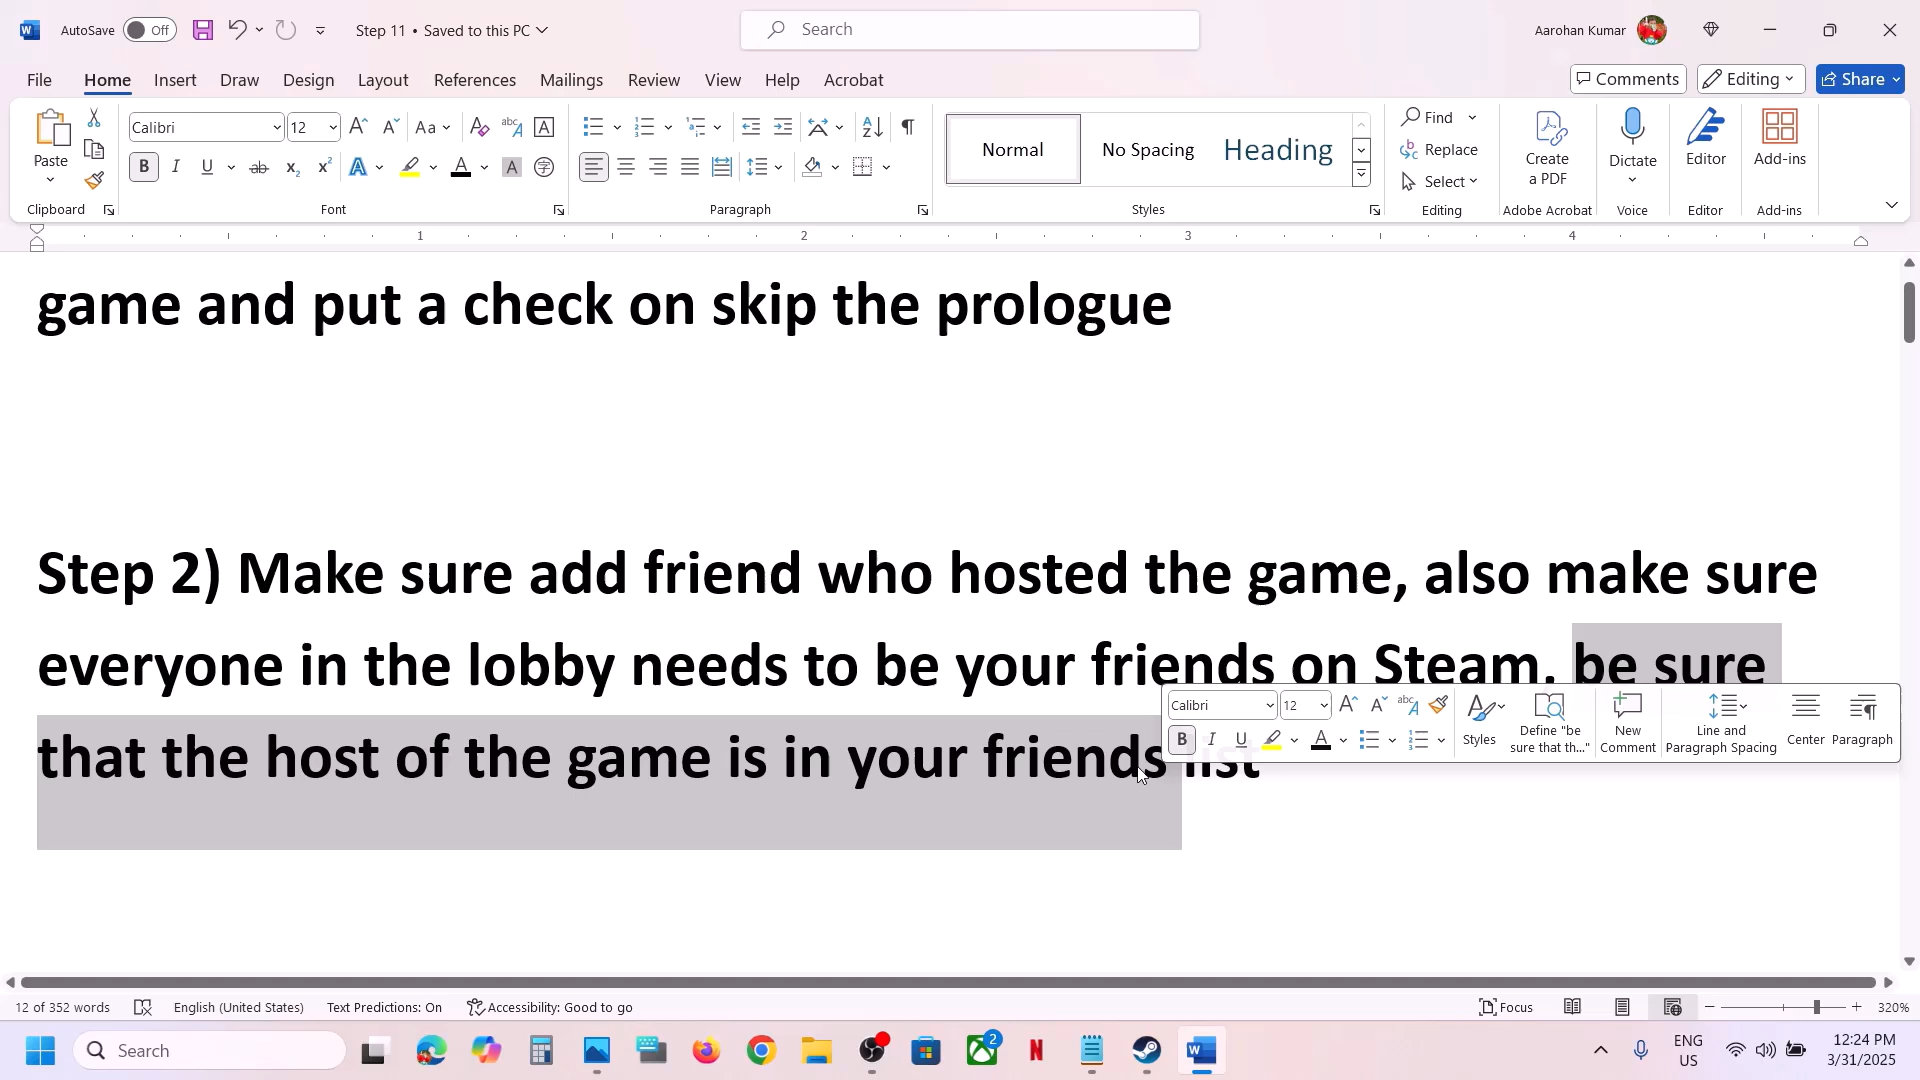 AutoSave Off Step 11 • Saved to this PC Search Aarohan Kumar
File Home Insert Draw Design Layout References Mailings Review View Help Acrobat Comments Editing Share
Paste Calibri 12 Normal No Spacing Heading Find Replace Select Create a PDF Dictate Editor Add-ins
Clipboard Font Paragraph Styles Editing Adobe Acrobat Voice Editor Add-ins
1 2 3 4
game and put a check on skip the prologue
Step 2) Make sure add friend who hosted the game, also make sure
everyone in the lobby needs to be your friends on Steam. be sure
that the host of the game is in your friends list
Calibri 12 Styles Define "be sure that th..." New Comment Line and Paragraph Spacing Center Paragraph
12 of 352 words English (United States) Text Predictions: On Accessibility: Good to go Focus 320%
Search 2 ENG US 12:24 PM 3/31/2025